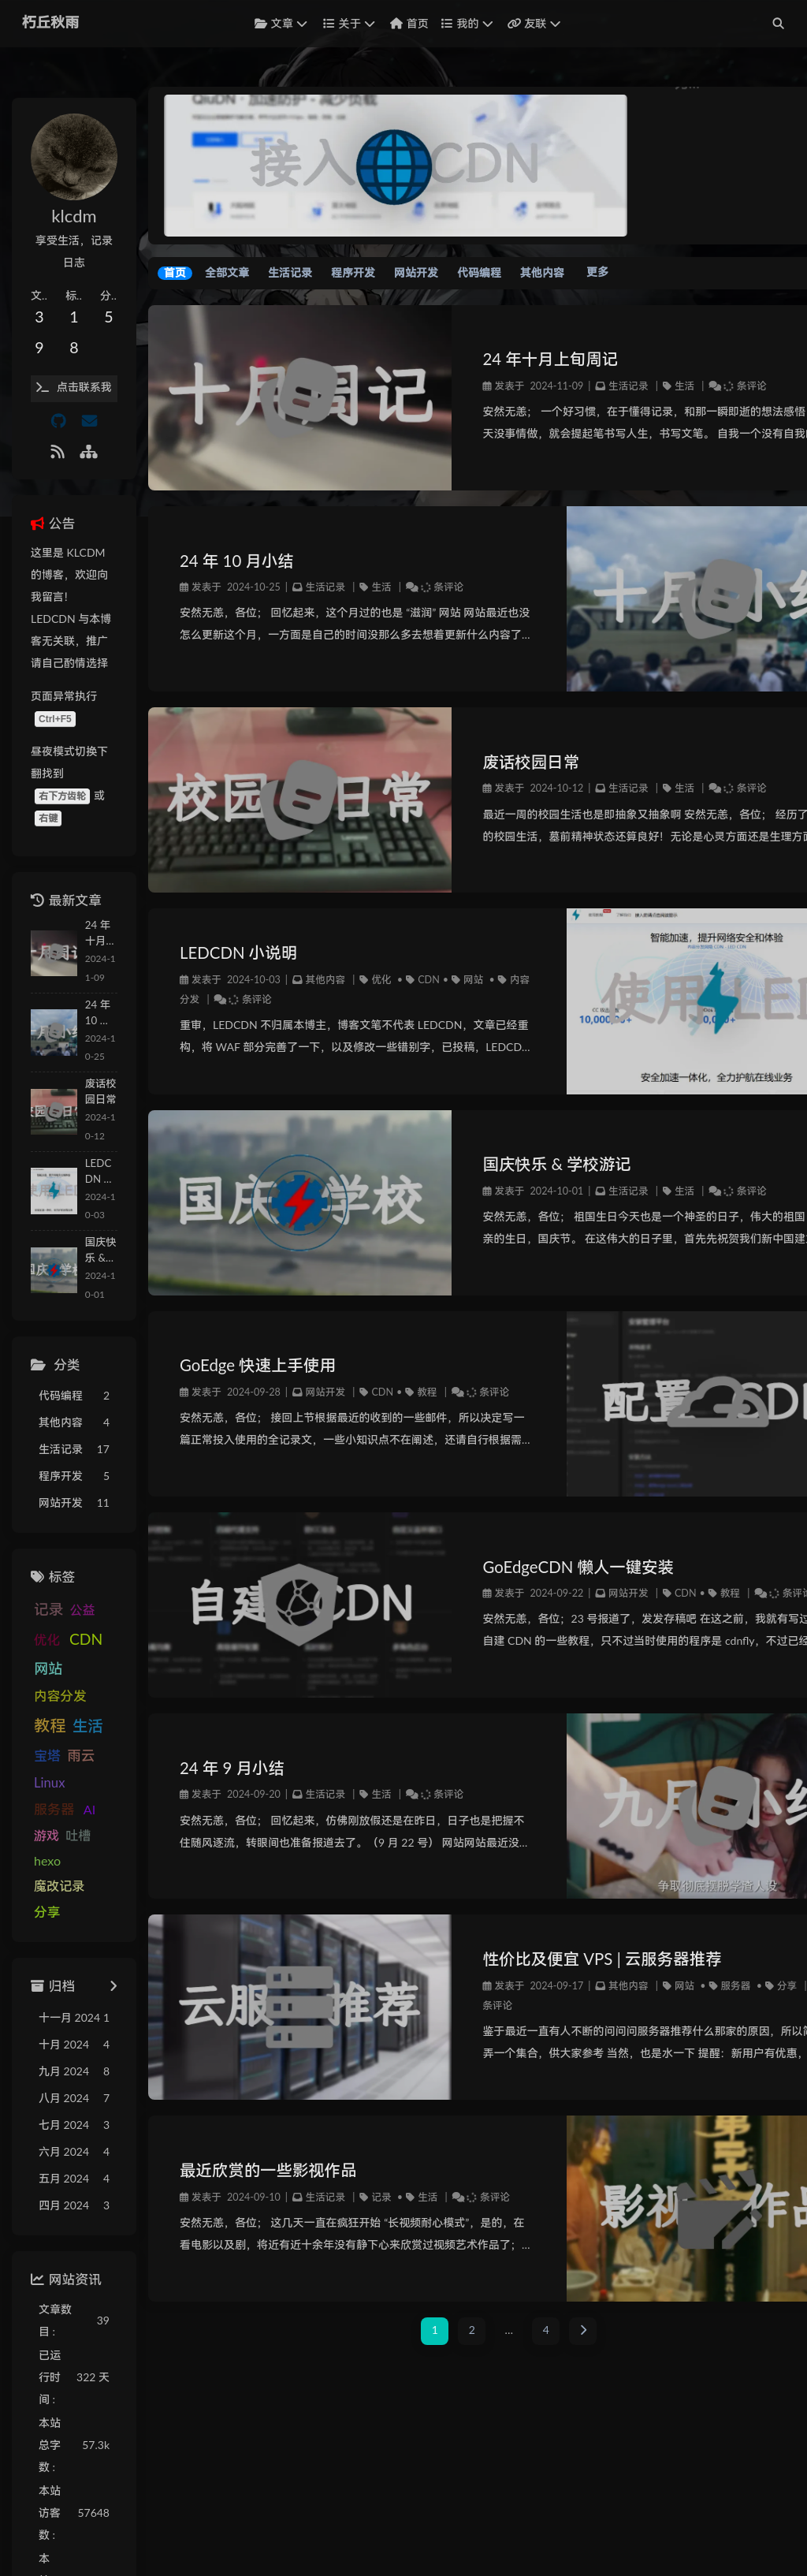 朽丘秋雨
文章 关于 首页 我的 友联
QiuDN · 加速防护 - 减少负载
接入 CDN
klcdm
享受生活，记录
日志
文.. 标.. 分..
3 1 5
9 8
点击联系我
公告
这里是 KLCDM
的博客，欢迎向
我留言！
LEDCDN 与本博
客无关联，推广
请自己酌情选择
页面异常执行
Ctrl+F5
昼夜模式切换下
翻找到
右下方齿轮 或
右键
最新文章
24 年
十月...
2024-1
1-09
24 年
10 ...
2024-1
0-25
废话校
园日常
2024-1
0-12
LEDC
DN ...
2024-1
0-03
国庆快
乐 &...
2024-1
0-01
分类
代码编程 2
其他内容 4
生活记录 17
程序开发 5
网站开发 11
标签
记录 公益
优化 CDN
网站
内容分发
教程 生活
宝塔 雨云
Linux
服务器 AI
游戏 吐槽
hexo
魔改记录
分享
归档
十一月 2024 1
十月 2024 4
九月 2024 8
八月 2024 7
七月 2024 3
六月 2024 4
五月 2024 4
四月 2024 3
网站资讯
文章数
目 : 39
已运
行时 322 天
间 :
本站
总字 57.3k
数 :
本站
访客 57648
数 :
本
首页 全部文章 生活记录 程序开发 网站开发 代码编程 其他内容 更多
十月周记
24 年十月上旬周记
发表于 2024-11-09 | 生活记录 | 生活 | 条评论
安然无恙； 一个好习惯，在于懂得记录，和那一瞬即逝的想法感悟
天没事情做，就会提起笔书写人生，书写文笔。 自我一个没有自我
24 年 10 月小结
发表于 2024-10-25 | 生活记录 | 生活 | 条评论
安然无恙，各位； 回忆起来，这个月过的也是 “滋润” 网站 网站最近也没
怎么更新这个月，一方面是自己的时间没那么多去想着更新什么内容了...
十月小结
校园日常
废话校园日常
发表于 2024-10-12 | 生活记录 | 生活 | 条评论
最近一周的校园生活也是即抽象又抽象啊 安然无恙，各位； 经历了
的校园生活，墓前精神状态还算良好！无论是心灵方面还是生理方面
LEDCDN 小说明
发表于 2024-10-03 | 其他内容 | 优化 • CDN • 网站 • 内容
分发 | 条评论
重审，LEDCDN 不归属本博主，博客文笔不代表 LEDCDN，文章已经重
构，将 WAF 部分完善了一下，以及修改一些错别字，已投稿，LEDCD...
智能加速，提升网络安全和体验
使用 LED
安全加速一体化，全力护航在线业务
国庆 学校
国庆快乐 & 学校游记
发表于 2024-10-01 | 生活记录 | 生活 | 条评论
安然无恙，各位； 祖国生日今天也是一个神圣的日子，伟大的祖国
亲的生日，国庆节。 在这伟大的日子里，首先先祝贺我们新中国建
GoEdge 快速上手使用
发表于 2024-09-28 | 网站开发 | CDN • 教程 | 条评论
安然无恙，各位； 接回上节根据最近的收到的一些邮件，所以决定写一
篇正常投入使用的全记录文，一些小知识点不在阐述，还请自行根据需...
配置 CDN
自建 CDN
GoEdgeCDN 懒人一键安装
发表于 2024-09-22 | 网站开发 | CDN • 教程 | 条评论
安然无恙，各位；23 号报道了，发发存稿吧 在这之前，我就有写过
自建 CDN 的一些教程，只不过当时使用的程序是 cdnfly，不过已经
24 年 9 月小结
发表于 2024-09-20 | 生活记录 | 生活 | 条评论
安然无恙，各位； 回忆起来，仿佛刚放假还是在昨日，日子也是把握不
住随风逐流，转眼间也准备报道去了。（9 月 22 号） 网站网站最近没...
九月小结
争取彻底摆脱学渣人设
云服务器推荐
性价比及便宜 VPS | 云服务器推荐
发表于 2024-09-17 | 其他内容 | 网站 • 服务器 • 分享 |
条评论
鉴于最近一直有人不断的问问问服务器推荐什么那家的原因，所以简
弄一个集合，供大家参考 当然，也是水一下 提醒：新用户有优惠，
最近欣赏的一些影视作品
发表于 2024-09-10 | 生活记录 | 记录 • 生活 | 条评论
安然无恙，各位； 这几天一直在疯狂开始 “长视频耐心模式”，是的，在
看电影以及剧，将近有近十余年没有静下心来欣赏过视频艺术作品了；...
影视作品
1 2 ... 4